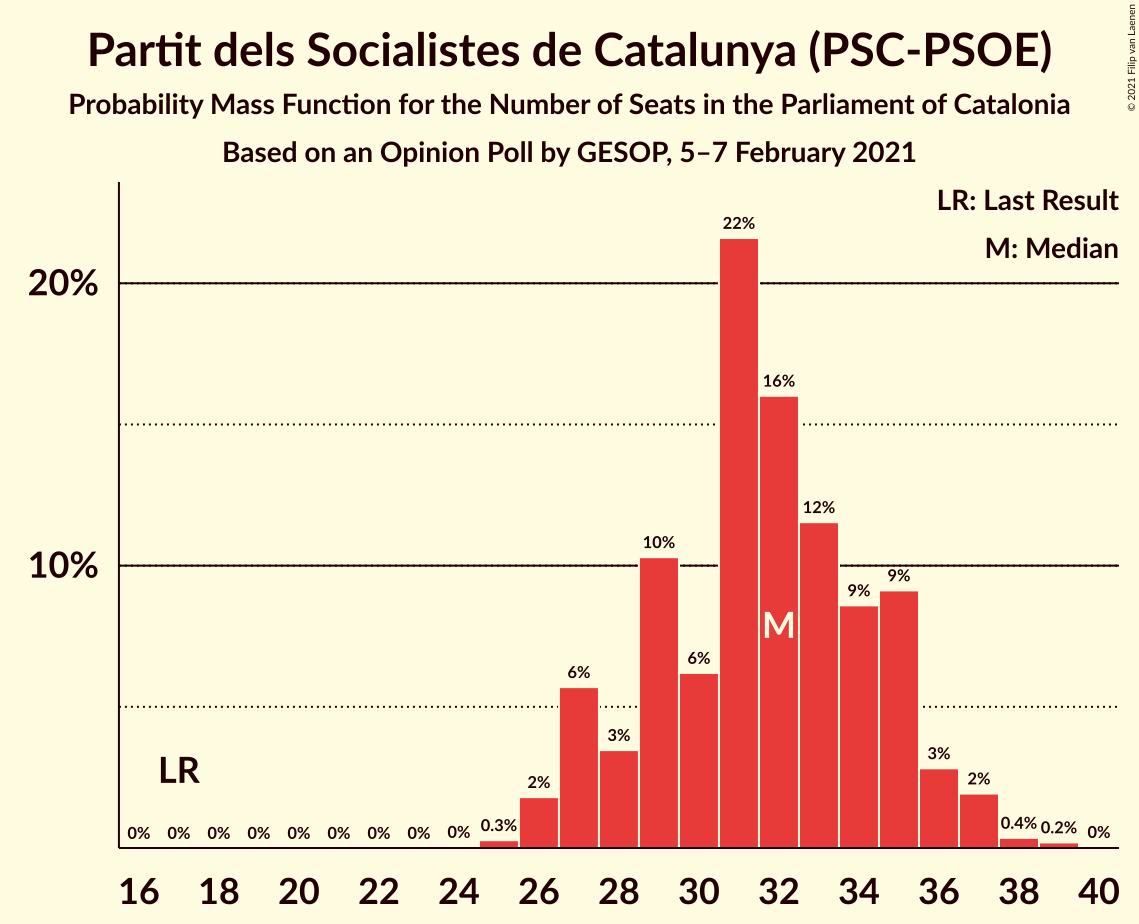 Partit dels Socialistes de Catalunya (PSC-PSOE)
Probability Mass Function for the Number of Seats in the Parliament of Catalonia
Based on an Opinion Poll by GESOP, 5–7 February 2021
© 2021 Filip van Laenen
LR: Last Result
M: Median
20%
10%
0% 0% 0% 0% 0% 0% 0% 0% 0% 0.3% 2% 6% 3% 10% 6% 22% 16% 12% 9% 9% 3% 2% 0.4% 0.2% 0%
LR
M
16 18 20 22 24 26 28 30 32 34 36 38 40